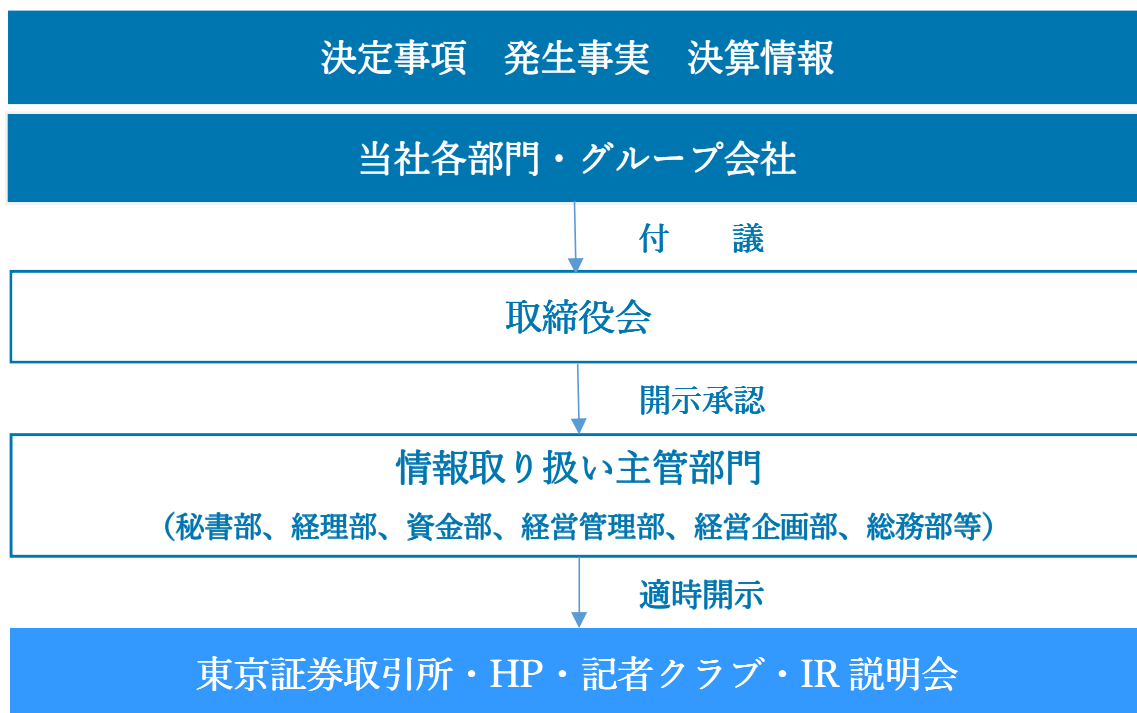 決定事項　発生事実　決算情報
当社各部門・グループ会社
付　　議
取締役会
開示承認
情報取り扱い主管部門
（秘書部、経理部、資金部、経営管理部、経営企画部、総務部等）
適時開示
東京証券取引所・HP・記者クラブ・IR 説明会